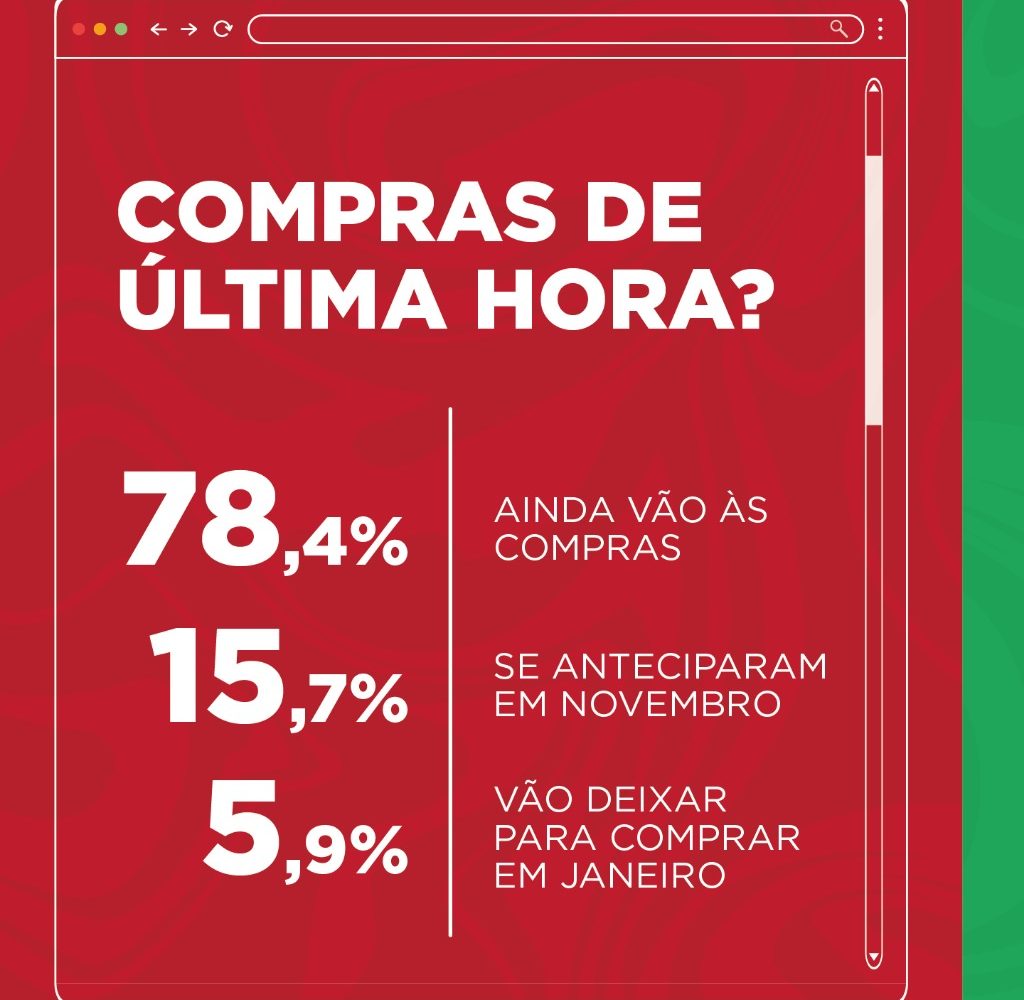 COMPRAS DE
ÚLTIMA HORA?
78,4%
AINDA VÃO ÀS
COMPRAS
15,7%
SE ANTECIPARAM
EM NOVEMBRO
5,9%
VÃO DEIXAR
PARA COMPRAR
EM JANEIRO